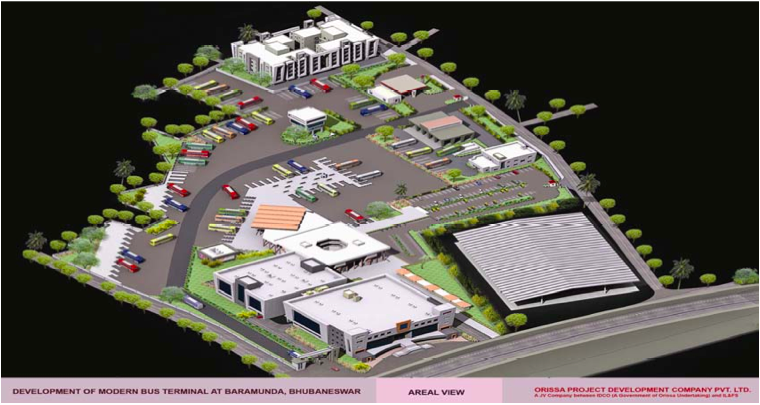 DEVELOPMENT OF MODERN BUS TERMINAL AT BARAMUNDA, BHUBANESWAR
AREAL VIEW
ORISSA PROJECT DEVELOPMENT COMPANY PVT. LTD.
A JV Company between IDCO (A Government of Orissa Undertaking) and IL&FS